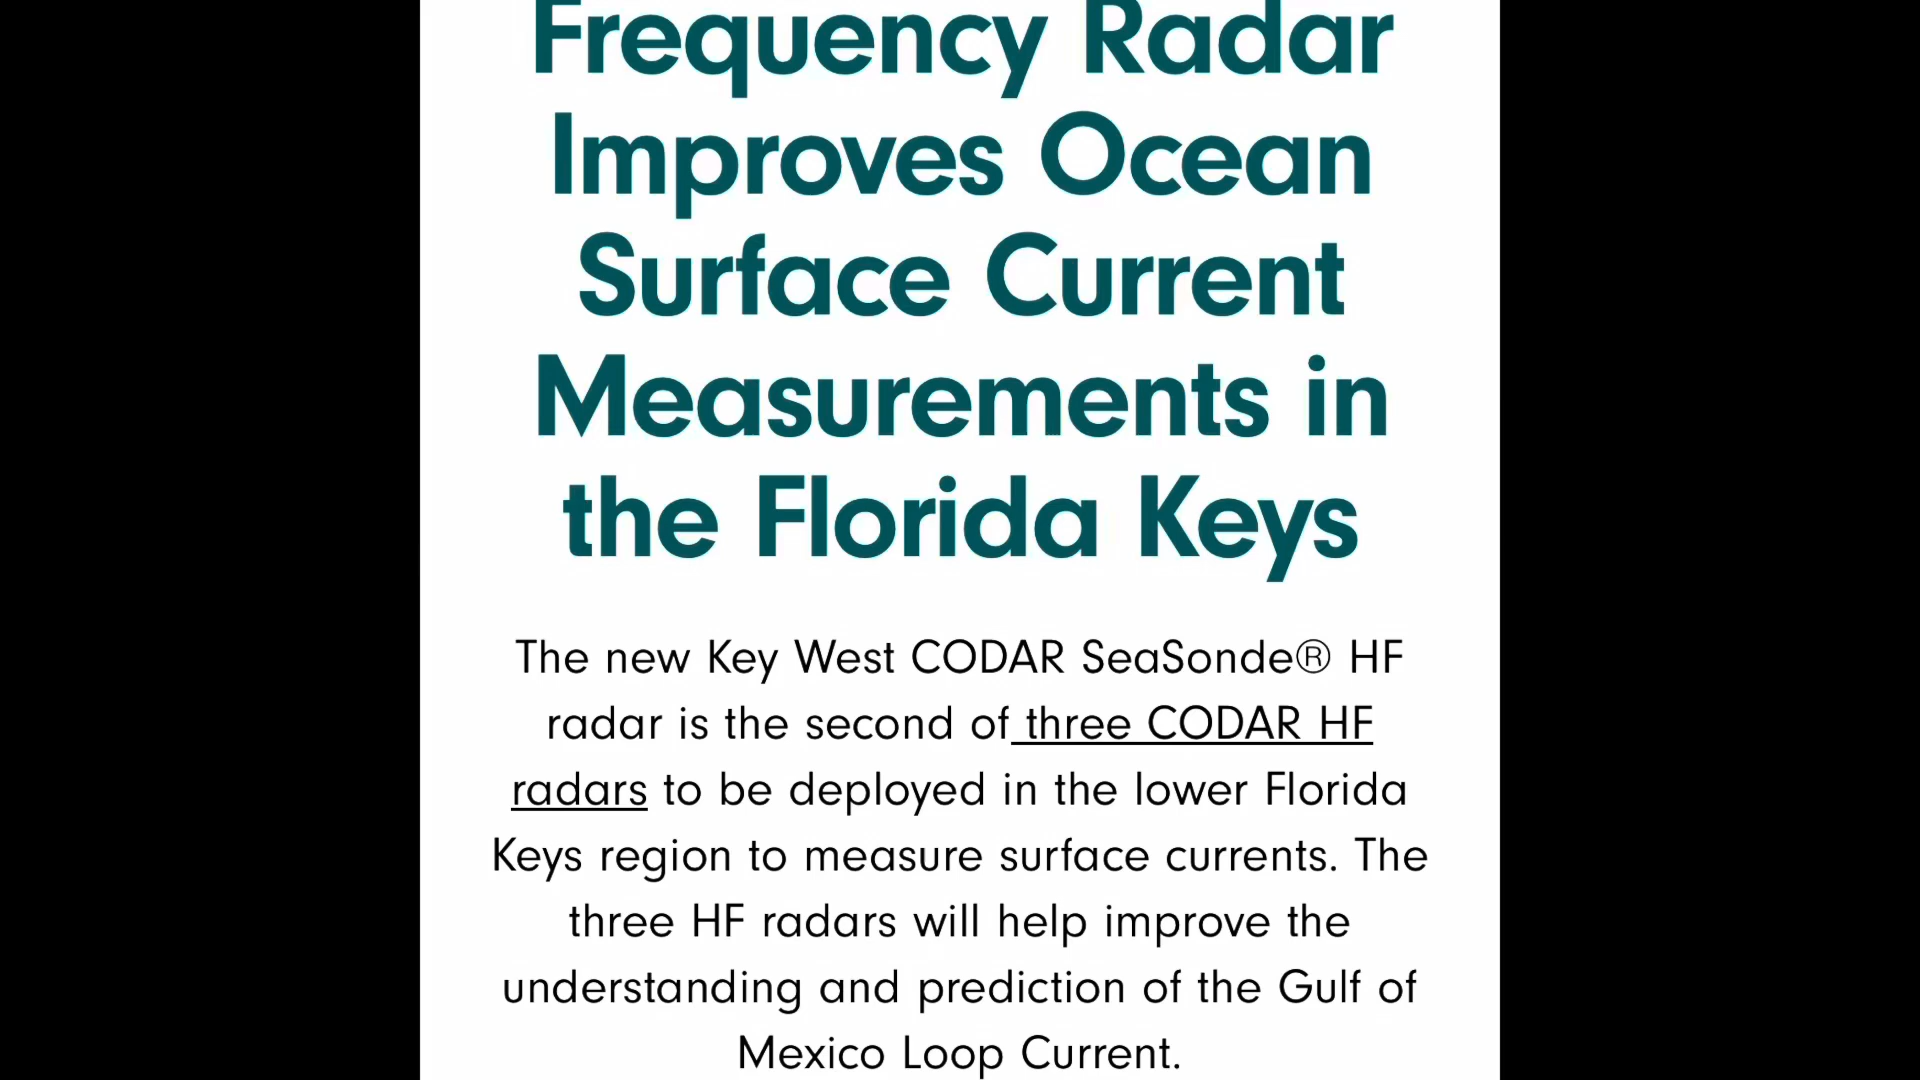 Frequency Radar
Improves Ocean
Surface Current
Measurements in
the Florida Keys
The new Key West CODAR SeaSonde® HF
radar is the second of three CODAR HF
radars to be deployed in the lower Florida
Keys region to measure surface currents. The
three HF radars will help improve the
understanding and prediction of the Gulf of
Mexico Loop Current.